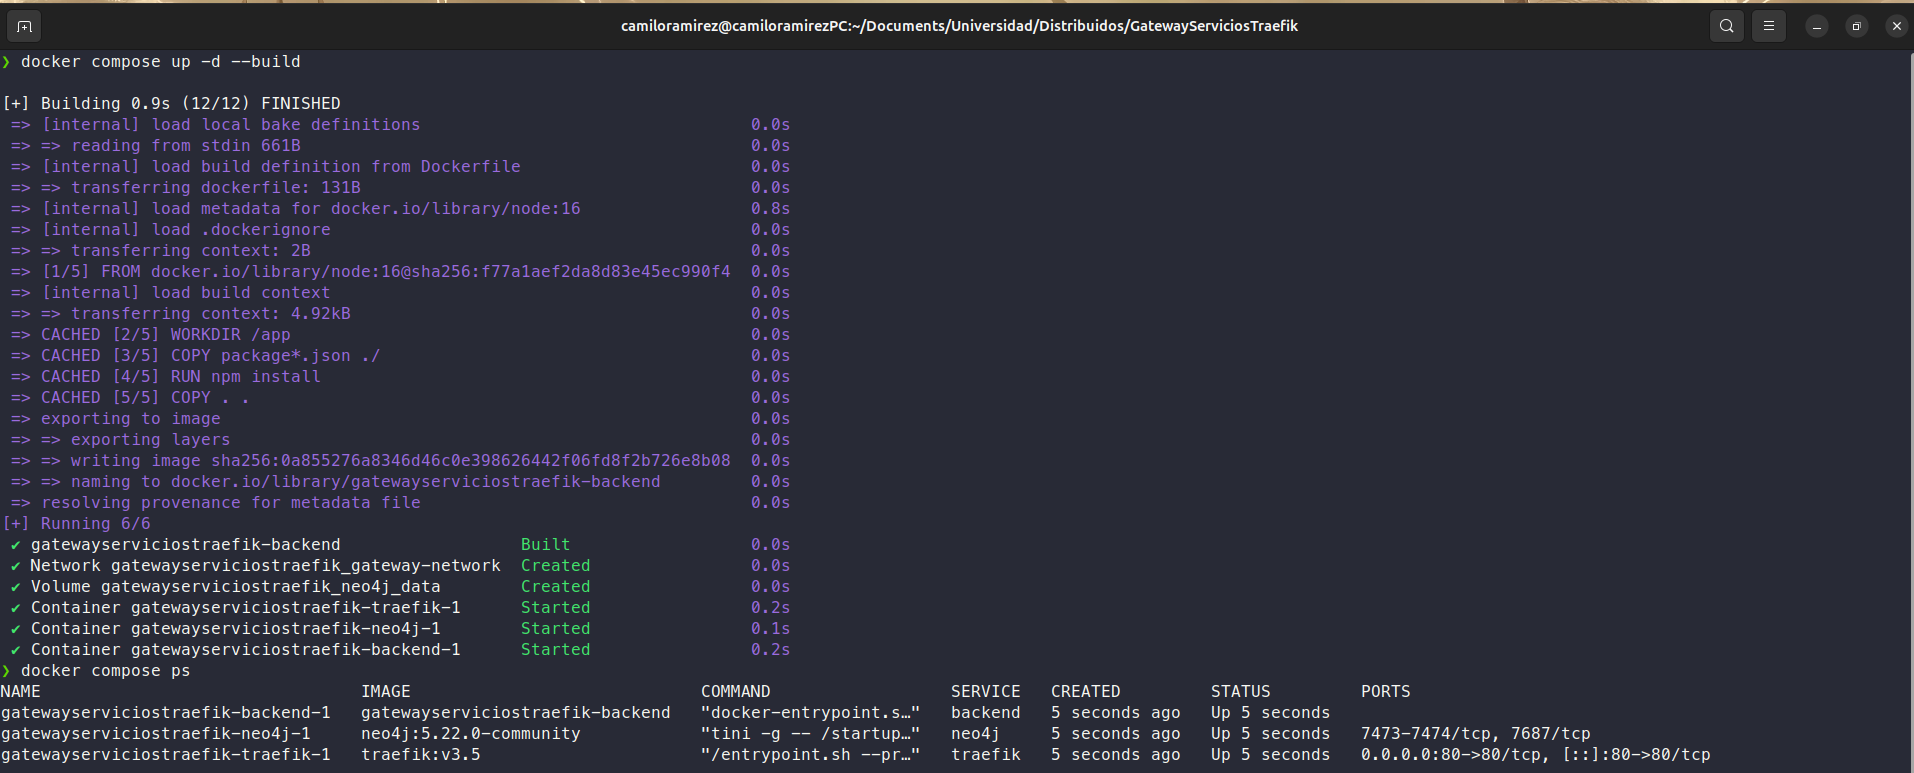 camiloramirez@camiloramirezPC:~/Documents/Universidad/Distribuidos/GatewayServiciosTraefik
❯ docker compose up -d --build
[+] Building 0.9s (12/12) FINISHED
=> [internal] load local bake definitions 0.0s
=> => reading from stdin 661B 0.0s
=> [internal] load build definition from Dockerfile 0.0s
=> => transferring dockerfile: 131B 0.0s
=> [internal] load metadata for docker.io/library/node:16 0.8s
=> [internal] load .dockerignore 0.0s
=> => transferring context: 2B 0.0s
=> [1/5] FROM docker.io/library/node:16@sha256:f77a1aef2da8d83e45ec990f4 0.0s
=> [internal] load build context 0.0s
=> => transferring context: 4.92kB 0.0s
=> CACHED [2/5] WORKDIR /app 0.0s
=> CACHED [3/5] COPY package*.json ./ 0.0s
=> CACHED [4/5] RUN npm install 0.0s
=> CACHED [5/5] COPY . . 0.0s
=> exporting to image 0.0s
=> => exporting layers 0.0s
=> => writing image sha256:0a855276a8346d46c0e398626442f06fd8f2b726e8b08 0.0s
=> => naming to docker.io/library/gatewayserviciostraefik-backend 0.0s
=> resolving provenance for metadata file 0.0s
[+] Running 6/6
✔ gatewayserviciostraefik-backend Built 0.0s
✔ Network gatewayserviciostraefik_gateway-network Created 0.0s
✔ Volume gatewayserviciostraefik_neo4j_data Created 0.0s
✔ Container gatewayserviciostraefik-traefik-1 Started 0.2s
✔ Container gatewayserviciostraefik-neo4j-1 Started 0.1s
✔ Container gatewayserviciostraefik-backend-1 Started 0.2s
❯ docker compose ps
NAME IMAGE COMMAND SERVICE CREATED STATUS PORTS
gatewayserviciostraefik-backend-1 gatewayserviciostraefik-backend "docker-entrypoint.s…" backend 5 seconds ago Up 5 seconds
gatewayserviciostraefik-neo4j-1 neo4j:5.22.0-community "tini -g -- /startup…" neo4j 5 seconds ago Up 5 seconds 7473-7474/tcp, 7687/tcp
gatewayserviciostraefik-traefik-1 traefik:v3.5 "/entrypoint.sh --pr…" traefik 5 seconds ago Up 5 seconds 0.0.0.0:80->80/tcp, [::]:80->80/tcp